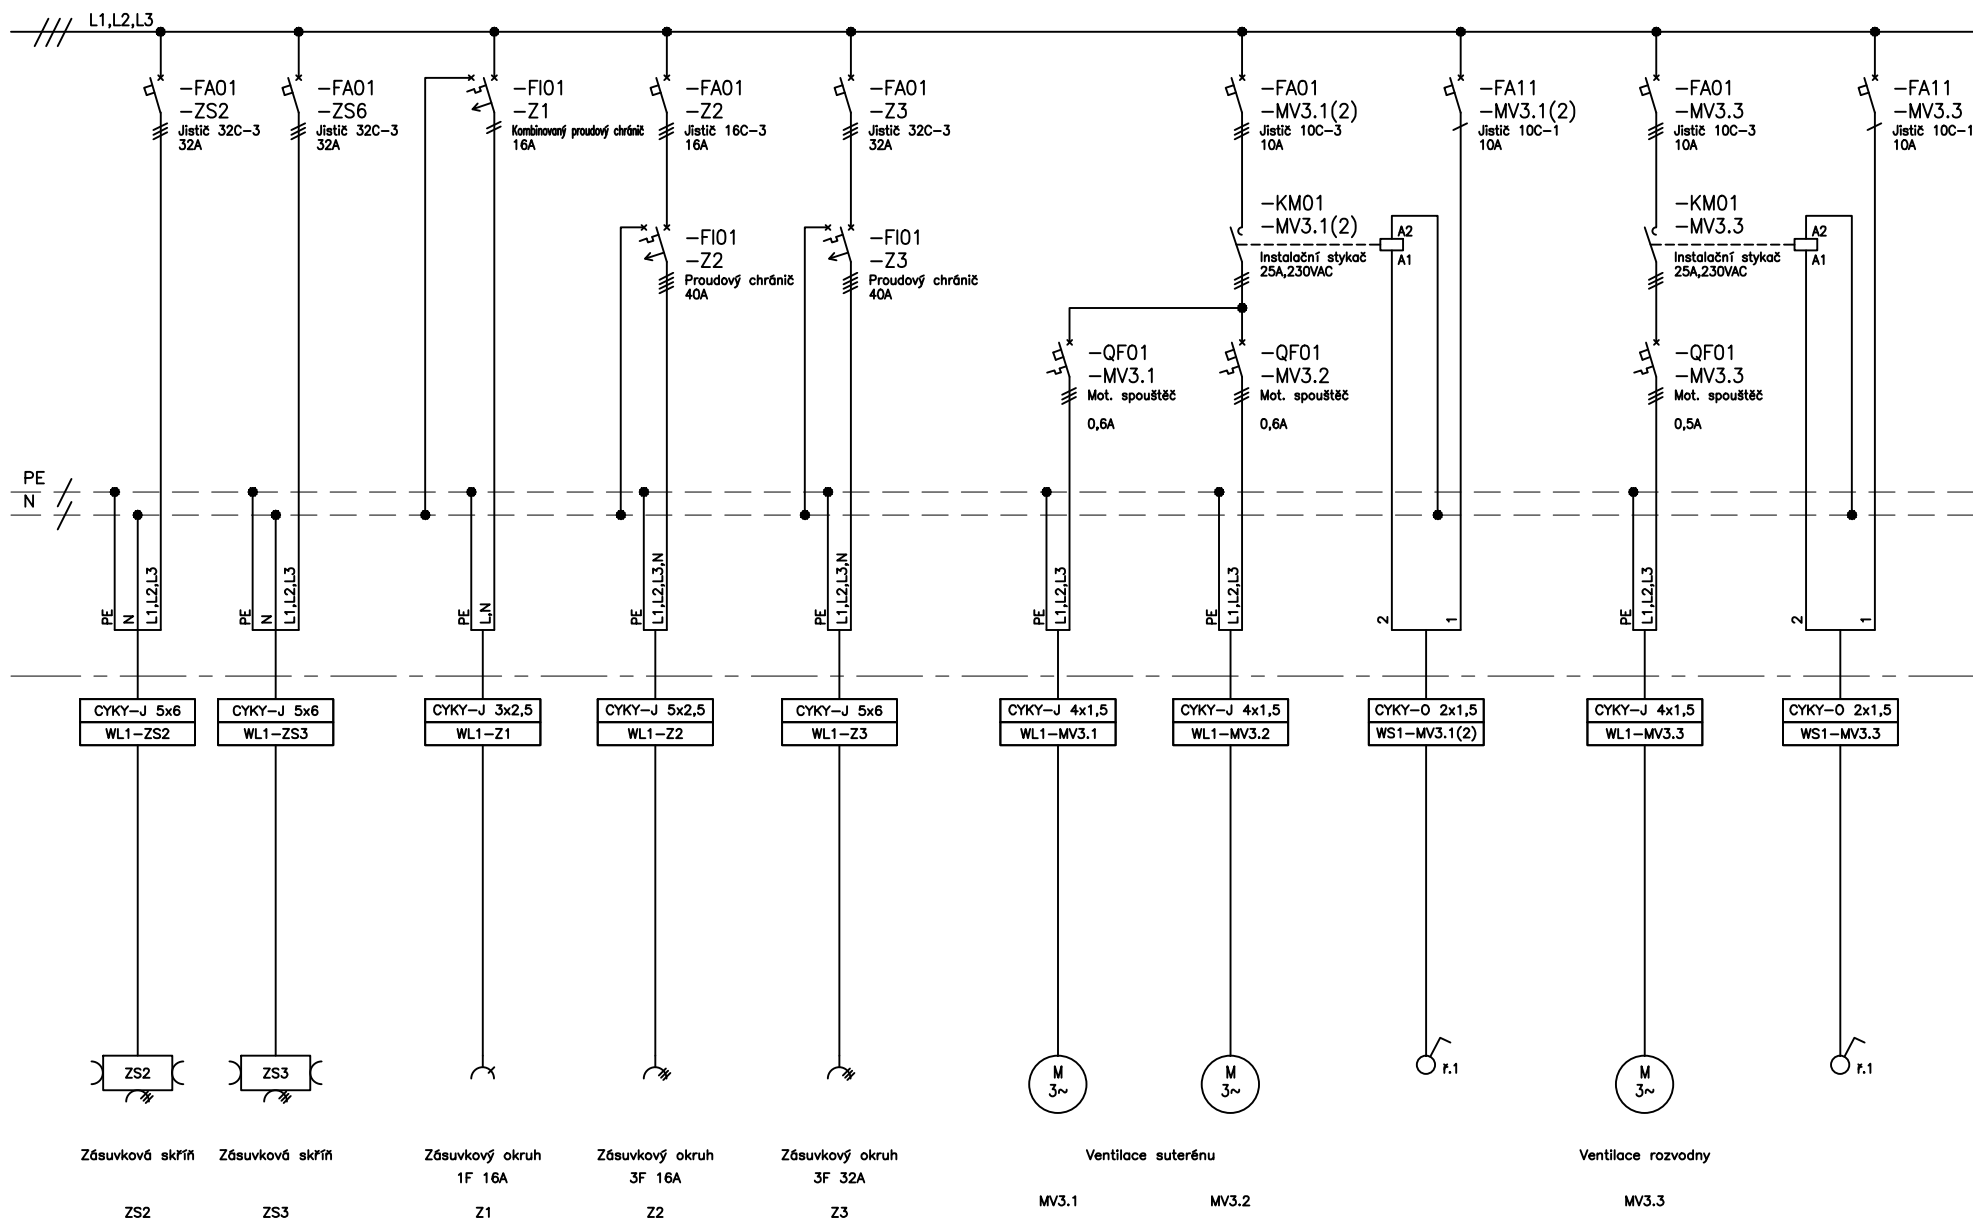 L1,L2,L3
-FA01
-ZS2
Jistič 32C-3
32A
-FA01
-ZS6
Jistič 32C-3
32A
-FI01
-Z1
Kombinovaný proudový chránič
16A
-FA01
-Z2
Jistič 16C-3
16A
-FA01
-Z3
Jistič 32C-3
32A
-FA01
-MV3.1(2)
Jistič 10C-3
10A
-FA11
-MV3.1(2)
Jistič 10C-1
10A
-FA01
-MV3.3
Jistič 10C-3
10A
-FA11
-MV3.3
Jistič 10C-1
10A
-FI01
-Z2
Proudový chránič
40A
-FI01
-Z3
Proudový chránič
40A
-KM01
-MV3.1(2)
Instalační stykač
25A,230VAC
A2
A1
-KM01
-MV3.3
Instalační stykač
25A,230VAC
A2
A1
-QF01
-MV3.1
Mot. spouštěč
0,6A
-QF01
-MV3.2
Mot. spouštěč
0,6A
-QF01
-MV3.3
Mot. spouštěč
0,5A
PE
N
PE
N
L1,L2,L3
PE
N
L1,L2,L3
PE
L,N
PE
L1,L2,L3,N
PE
L1,L2,L3,N
PE
L1,L2,L3
PE
L1,L2,L3
2
1
PE
L1,L2,L3
2
1
CYKY-J 5x6
WL1-ZS2
CYKY-J 5x6
WL1-ZS3
CYKY-J 3x2,5
WL1-Z1
CYKY-J 5x2,5
WL1-Z2
CYKY-J 5x6
WL1-Z3
CYKY-J 4x1,5
WL1-MV3.1
CYKY-J 4x1,5
WL1-MV3.2
CYKY-O 2x1,5
WS1-MV3.1(2)
CYKY-J 4x1,5
WL1-MV3.3
CYKY-O 2x1,5
WS1-MV3.3
ZS2
ZS3
M
3~
M
3~
ř.1
M
3~
ř.1
Zásuvková skříň
ZS2
Zásuvková skříň
ZS3
Zásuvkový okruh
1F 16A
Z1
Zásuvkový okruh
3F 16A
Z2
Zásuvkový okruh
3F 32A
Z3
Ventilace suterénu
MV3.1
MV3.2
Ventilace rozvodny
MV3.3